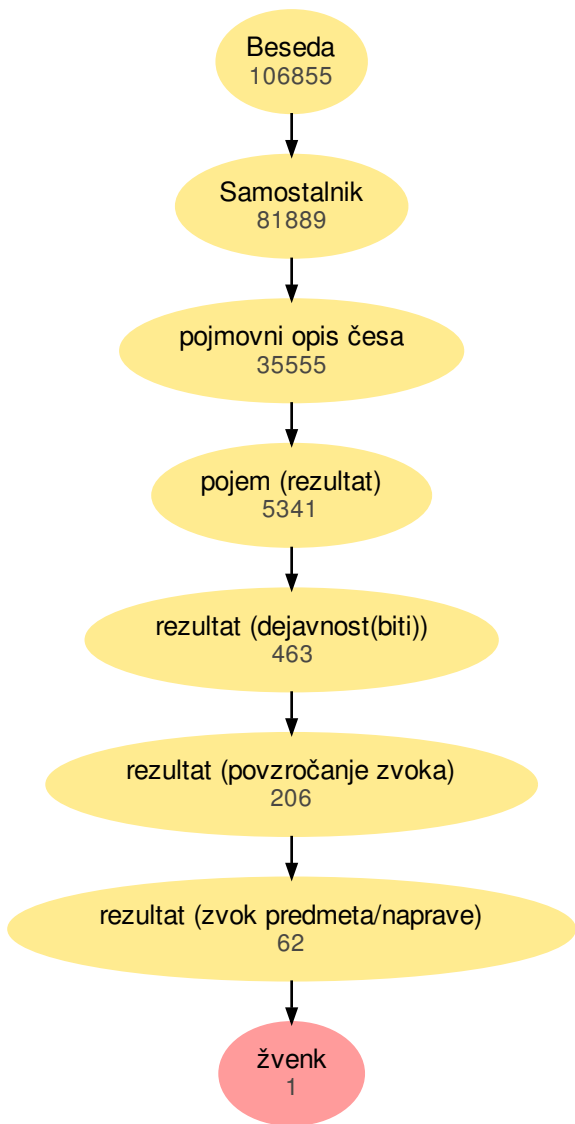 Beseda
106855
Samostalnik
81889
pojmovni opis česa
35555
pojem (rezultat)
5341
rezultat (dejavnost(biti))
463
rezultat (povzročanje zvoka)
206
rezultat (zvok predmeta/naprave)
62
žvenk
1